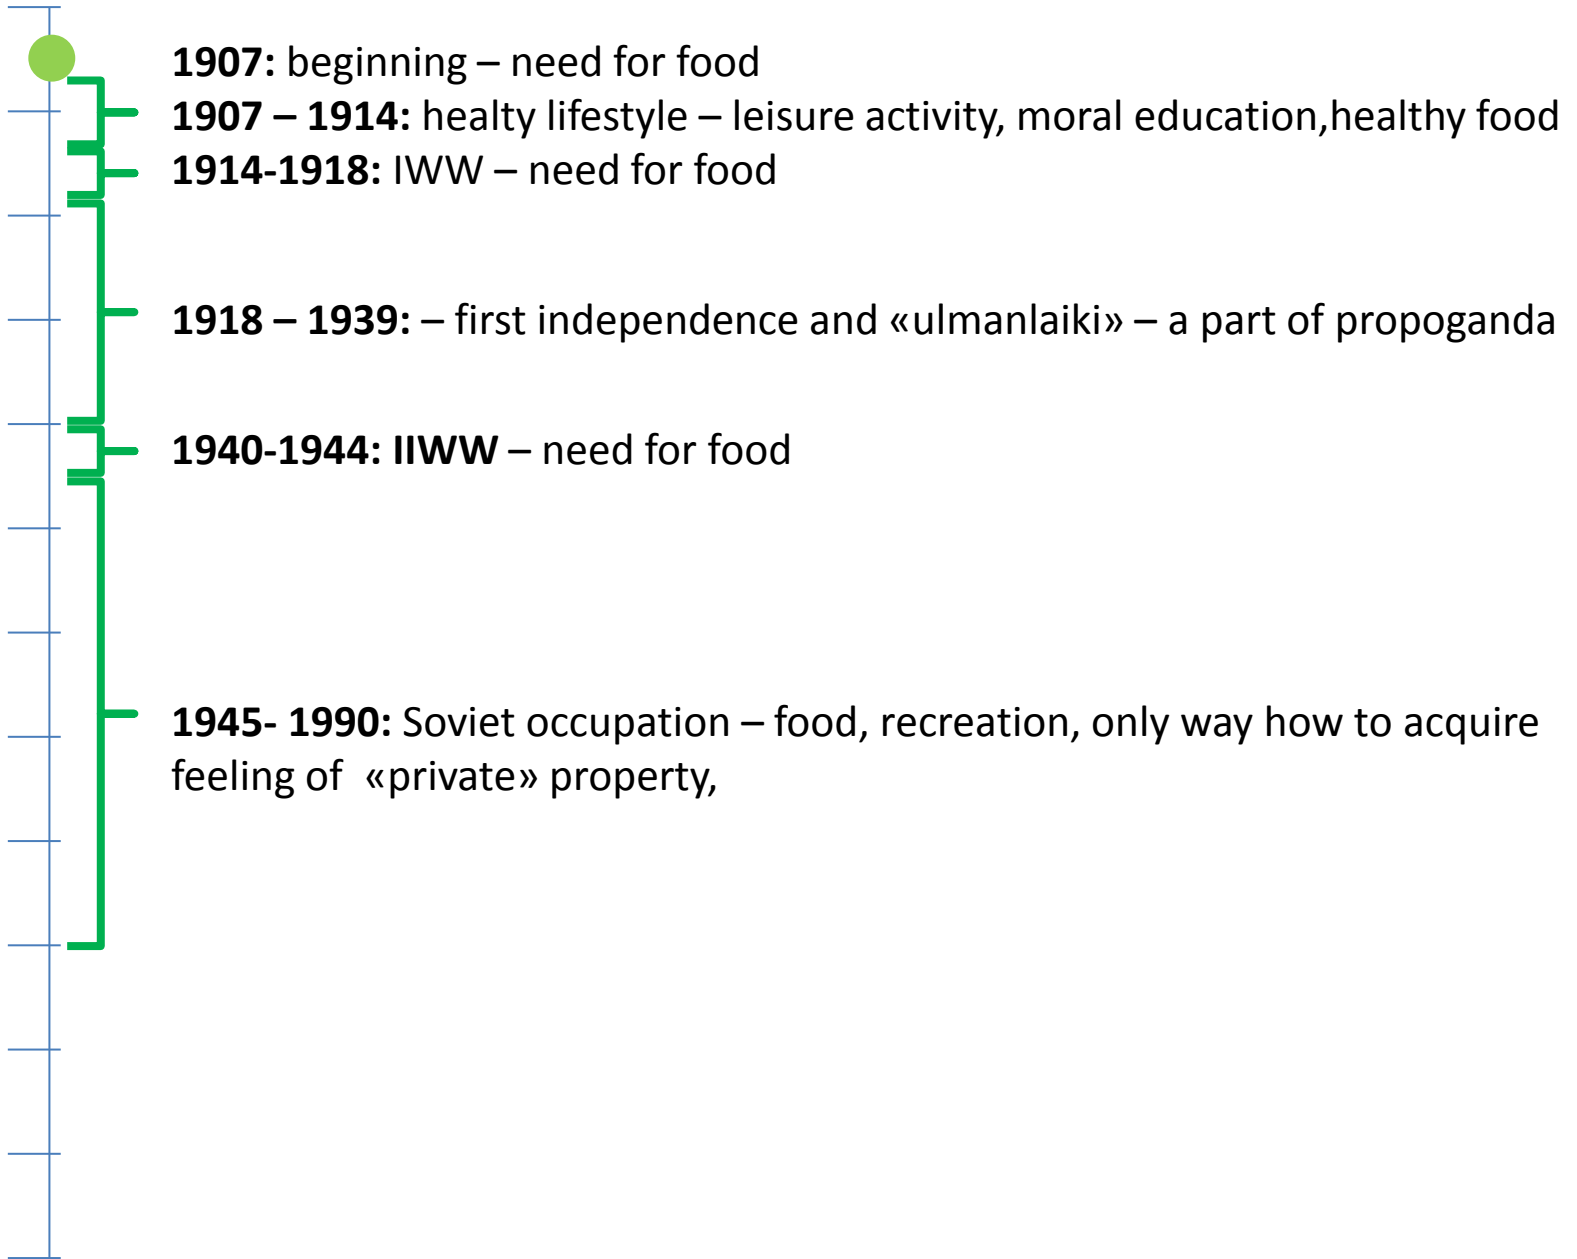 1907: beginning – need for food
1907 – 1914: healty lifestyle – leisure activity, moral education,healthy food
1914-1918: IWW – need for food
1918 – 1939: – first independence and «ulmanlaiki» – a part of propoganda
1940-1944: IIWW – need for food
1945- 1990: Soviet occupation – food, recreation, only way how to acquire
feeling of «private» property,